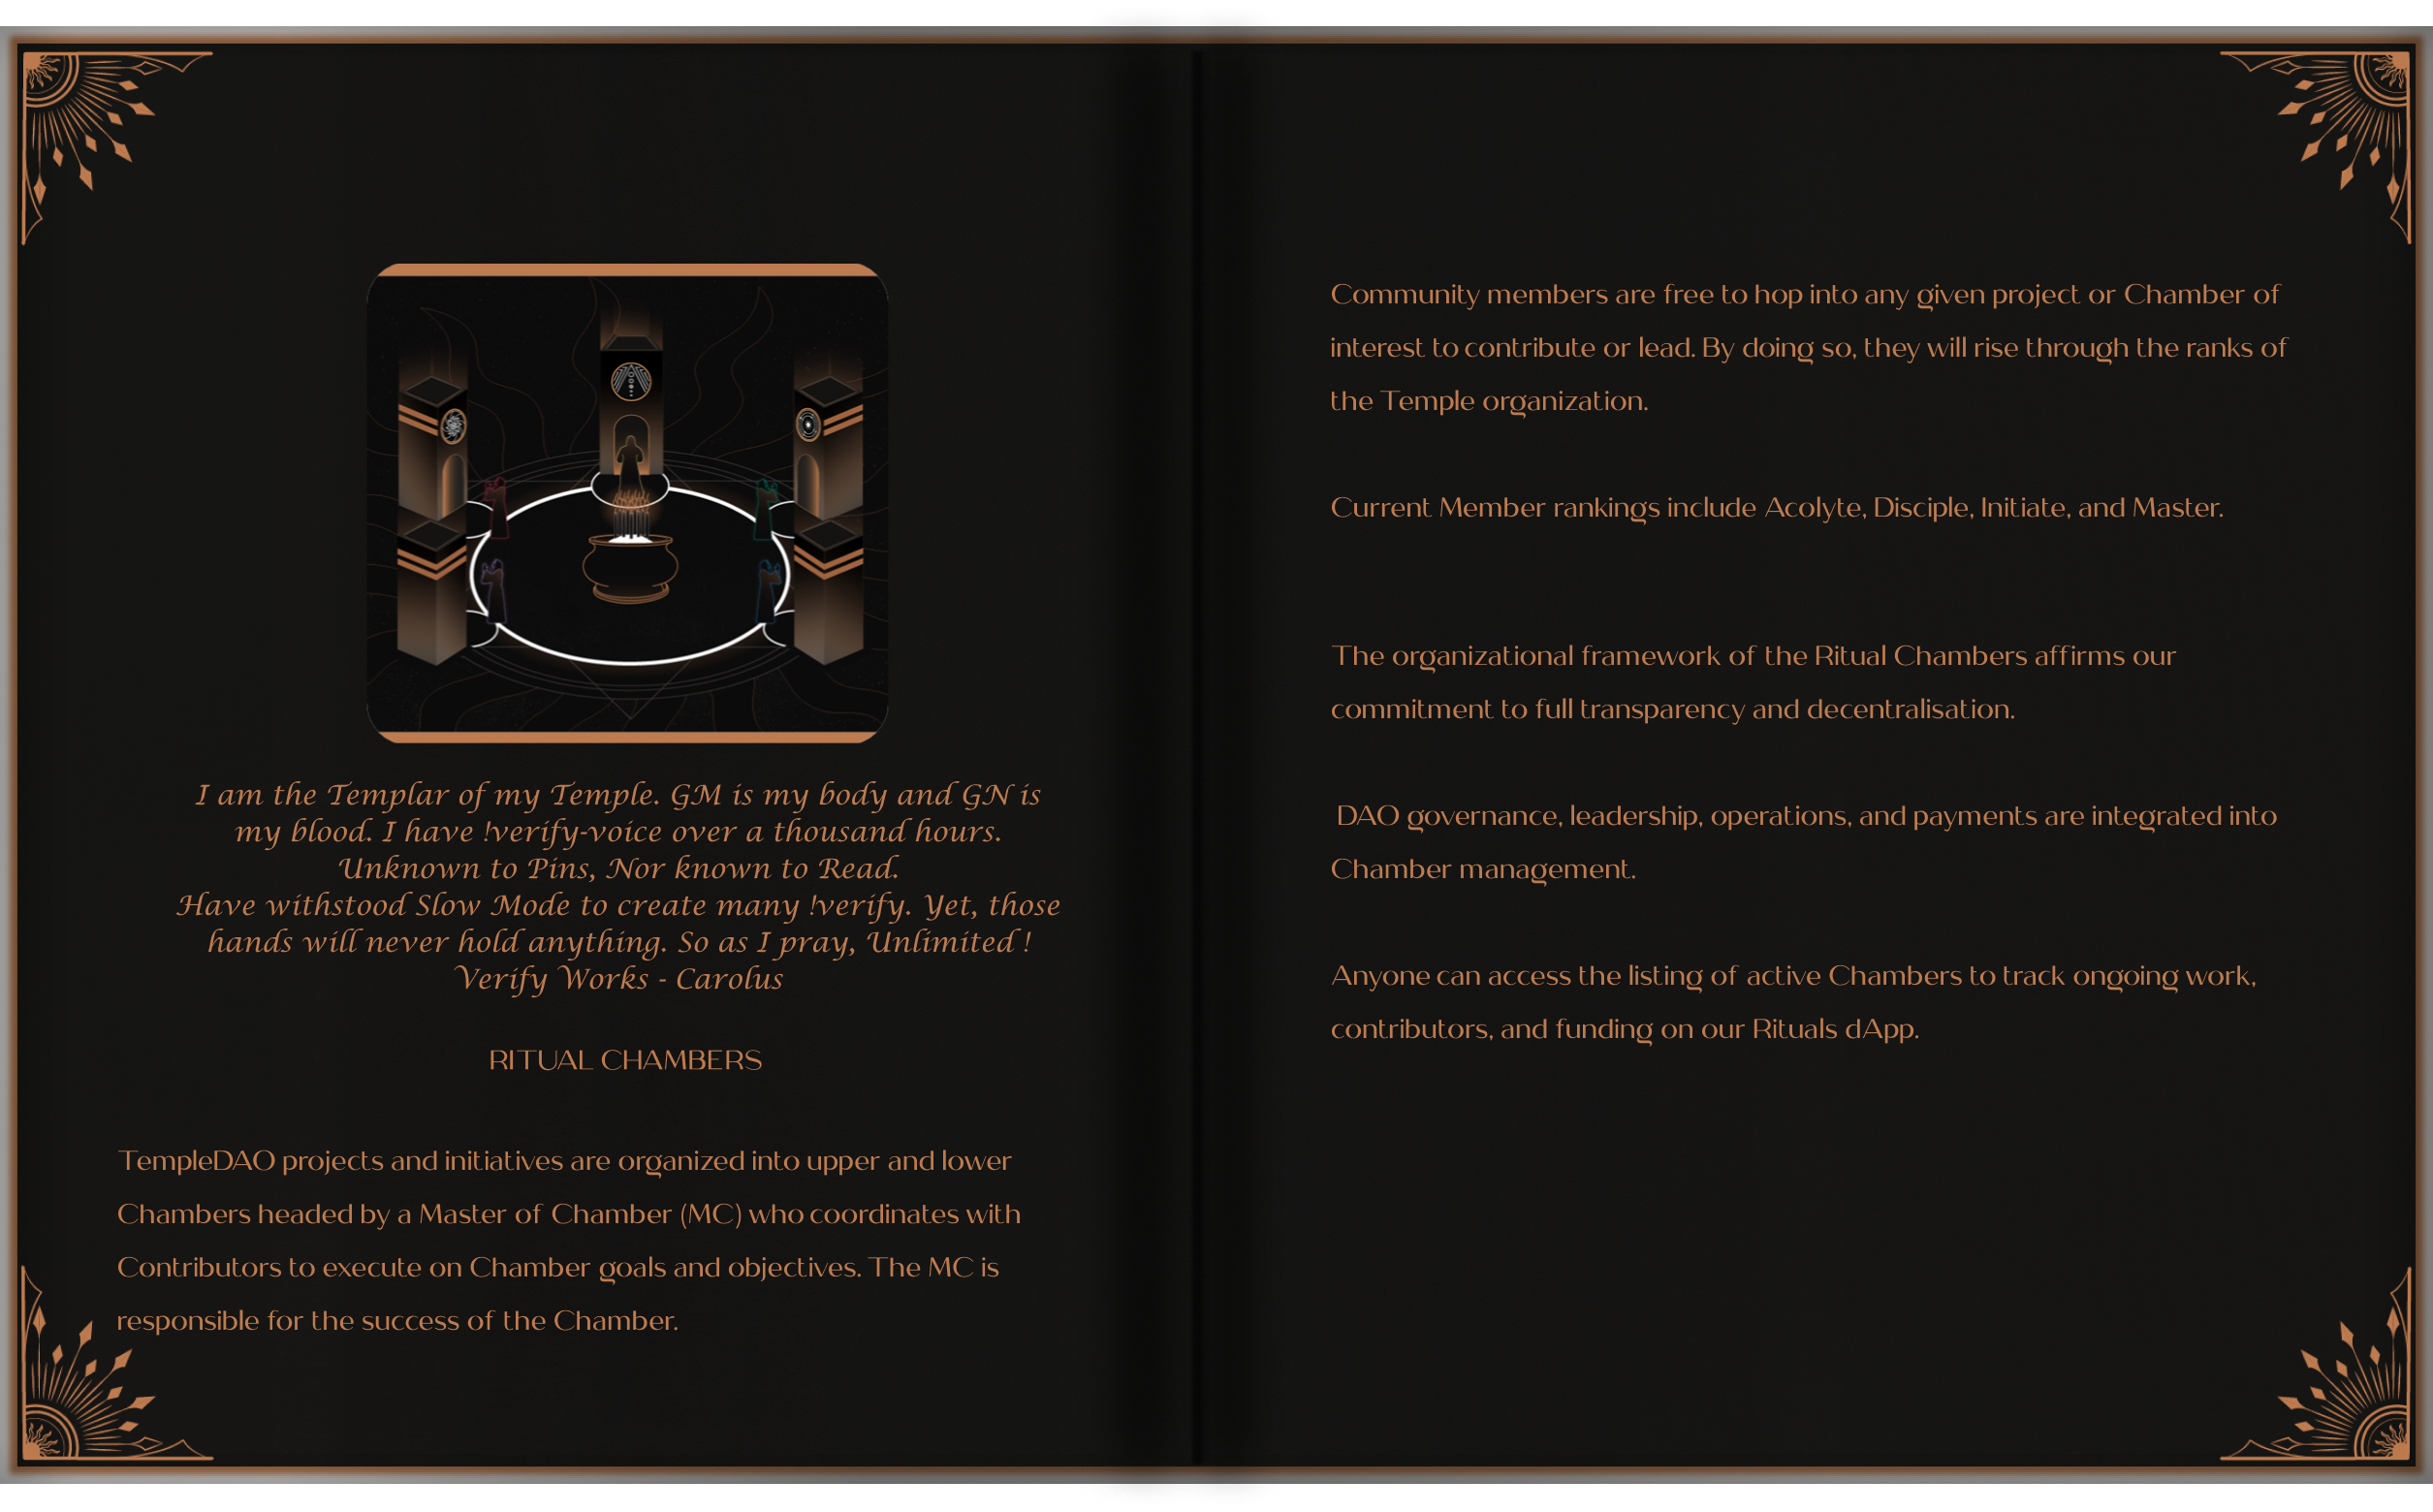 I am the Templar of my Temple. GM is my body and GN is
my blood. I have !verify-voice over a thousand hours.
Unknown to Pins, Nor known to Read.
Have withstood Slow Mode to create many !verify. Yet, those
hands will never hold anything. So as I pray, Unlimited !
Verify Works - Carolus
RITUAL CHAMBERS
TempleDAO projects and initiatives are organized into upper and lower
Chambers headed by a Master of Chamber (MC) who coordinates with
Contributors to execute on Chamber goals and objectives. The MC is
responsible for the success of the Chamber.
Community members are free to hop into any given project or Chamber of
interest to contribute or lead. By doing so, they will rise through the ranks of
the Temple organization.
Current Member rankings include Acolyte, Disciple, Initiate, and Master.
The organizational framework of the Ritual Chambers affirms our
commitment to full transparency and decentralisation.
DAO governance, leadership, operations, and payments are integrated into
Chamber management.
Anyone can access the listing of active Chambers to track ongoing work,
contributors, and funding on our Rituals dApp.